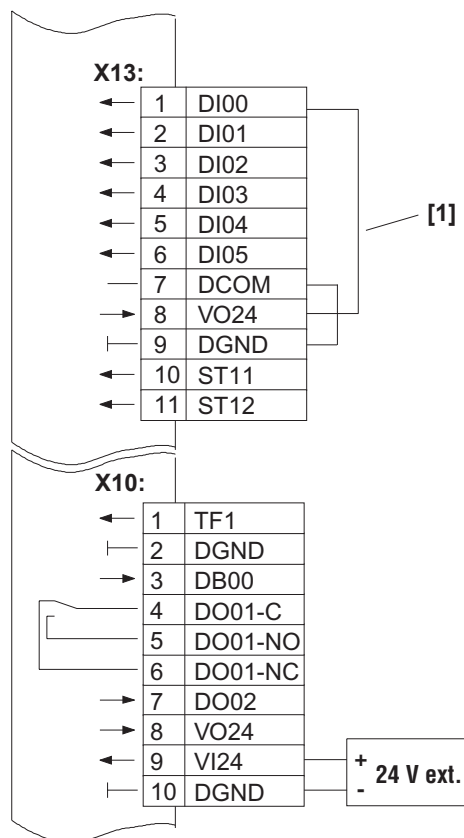 X13:
1 DI00
2 DI01
3 DI02
4 DI03
[1]
5 DI04
6 DI05
7 DCOM
8 VO24
9 DGND
10 ST11
11 ST12
X10:
1 TF1
2 DGND
3 DB00
4 DO01-C
5 DO01-NO
6 DO01-NC
7 DO02
8 VO24
9 VI24 +
24 V ext.
10 DGND -